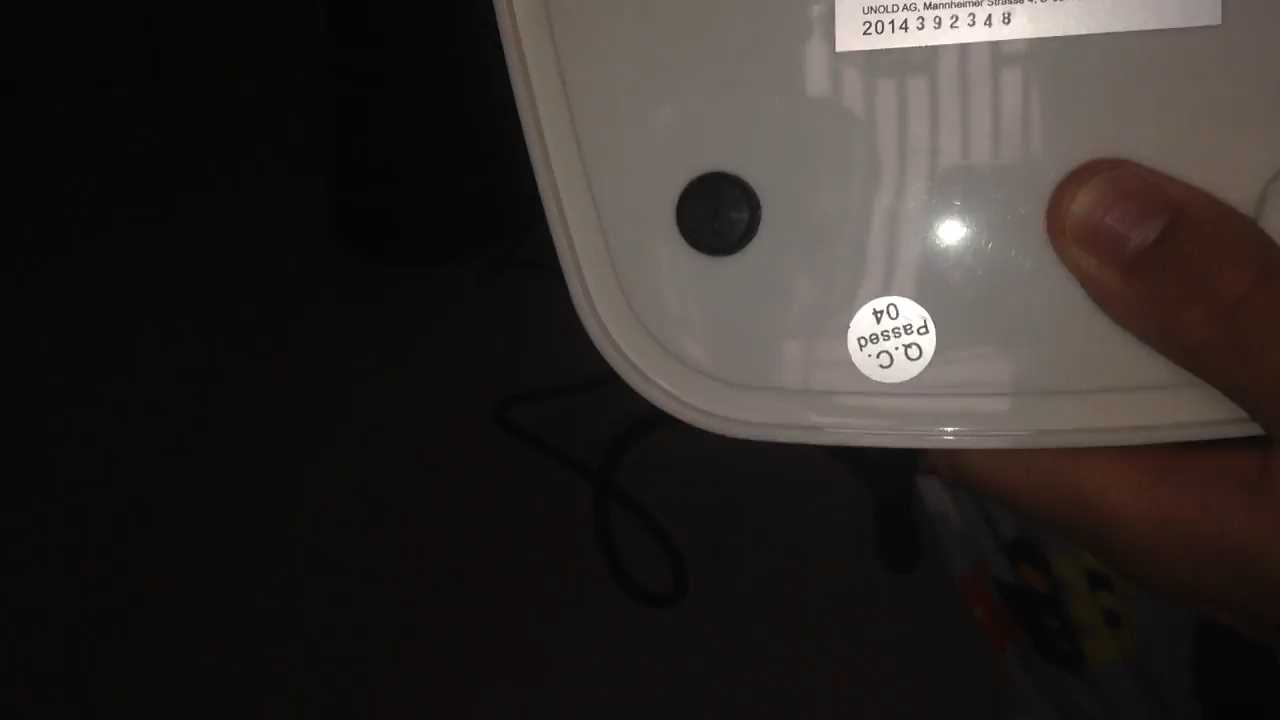 UNOLD AG, Mannheimer Strasse 4, D
2014392348
Q.C.
Passed
04